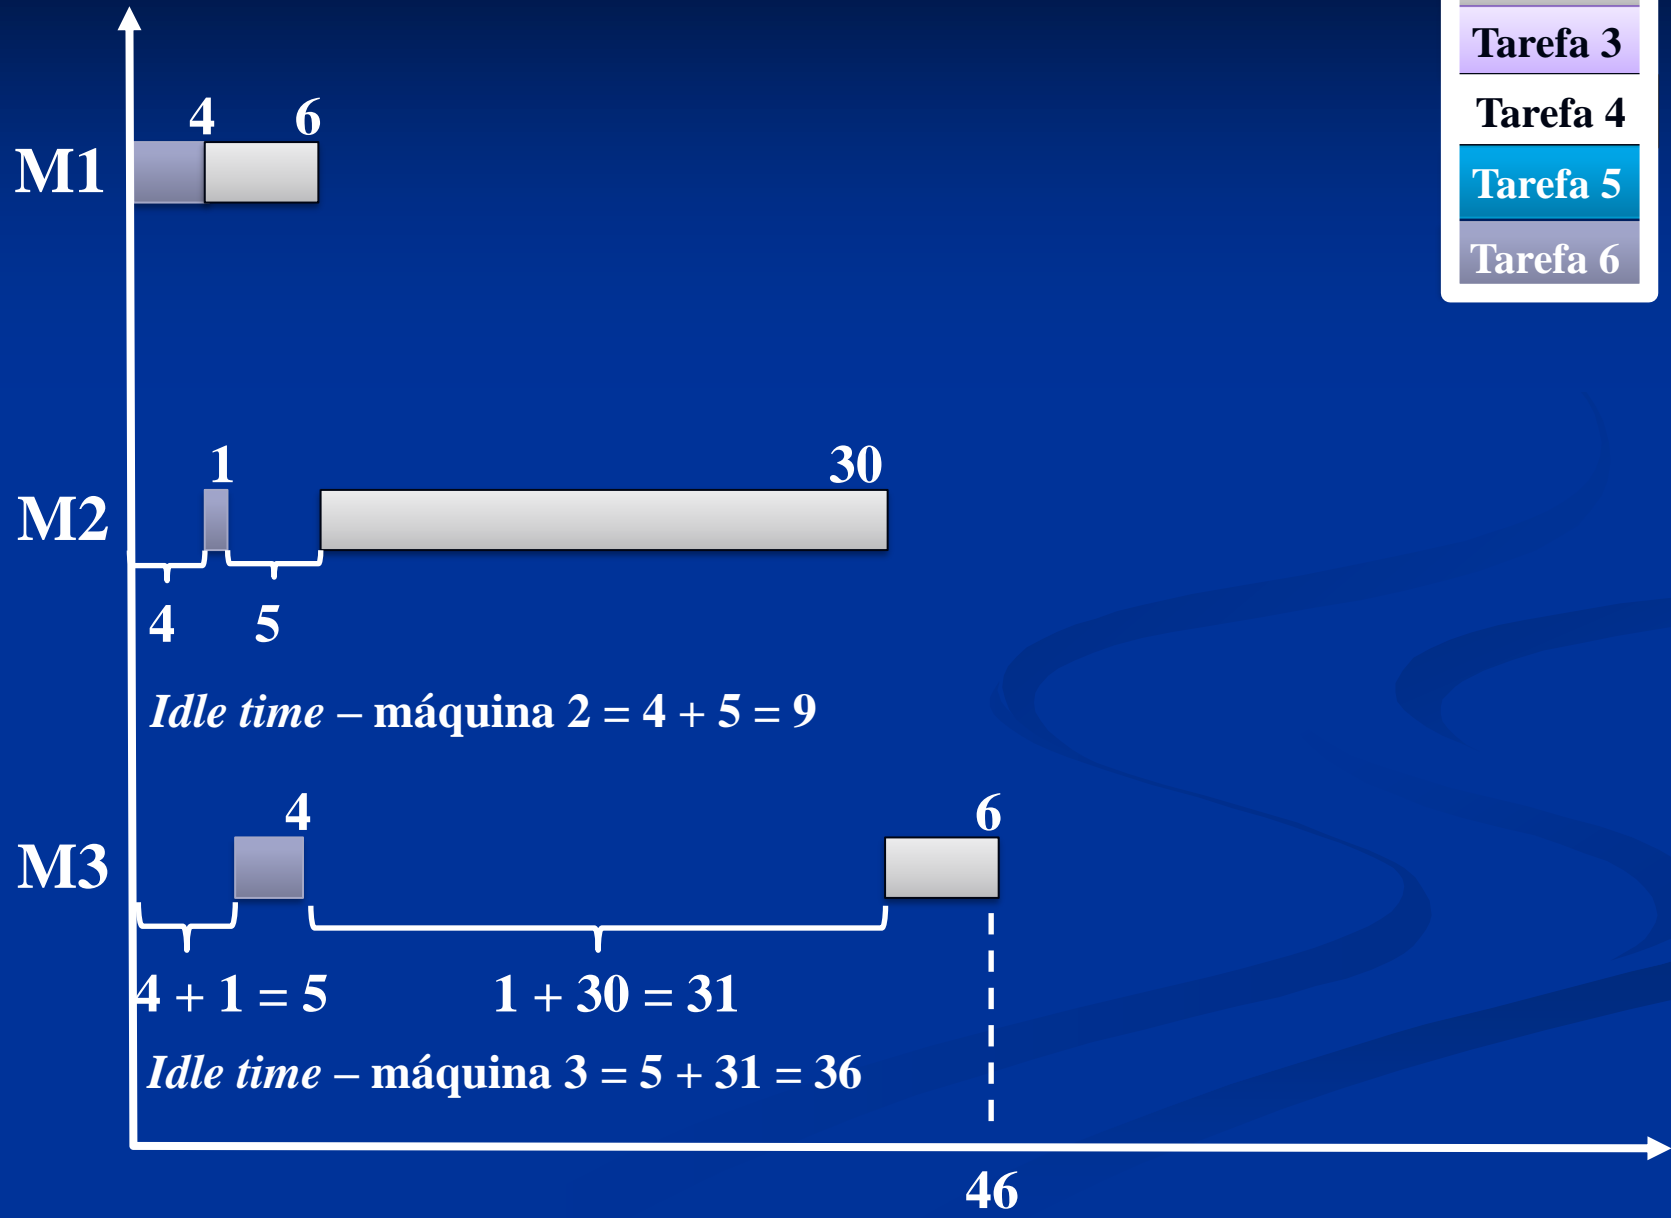 Tarefa 3
Tarefa 4
Tarefa 5
Tarefa 6
4 6
M1
1 30
M2
4 5
Idle time – máquina 2 = 4 + 5 = 9
4 6
M3
4 + 1 = 5 1 + 30 = 31
Idle time – máquina 3 = 5 + 31 = 36
46